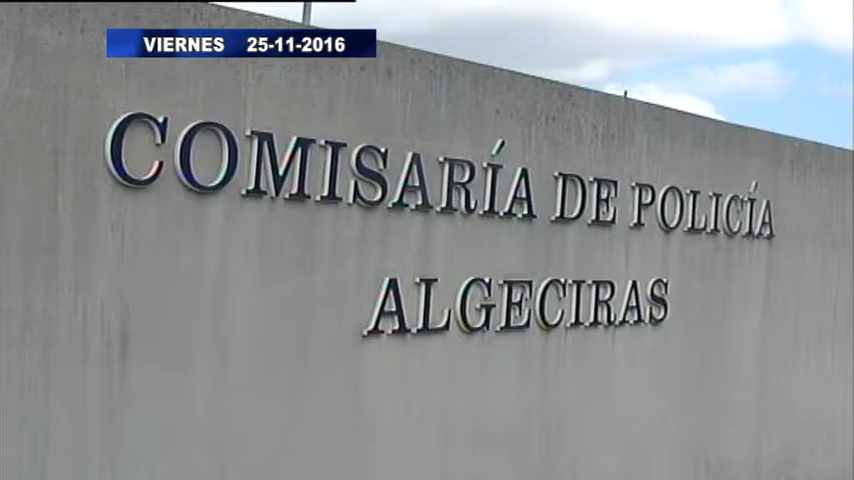 VIERNES 25-11-2016
COMISARÍA DE POLICÍA
ALGECIRAS